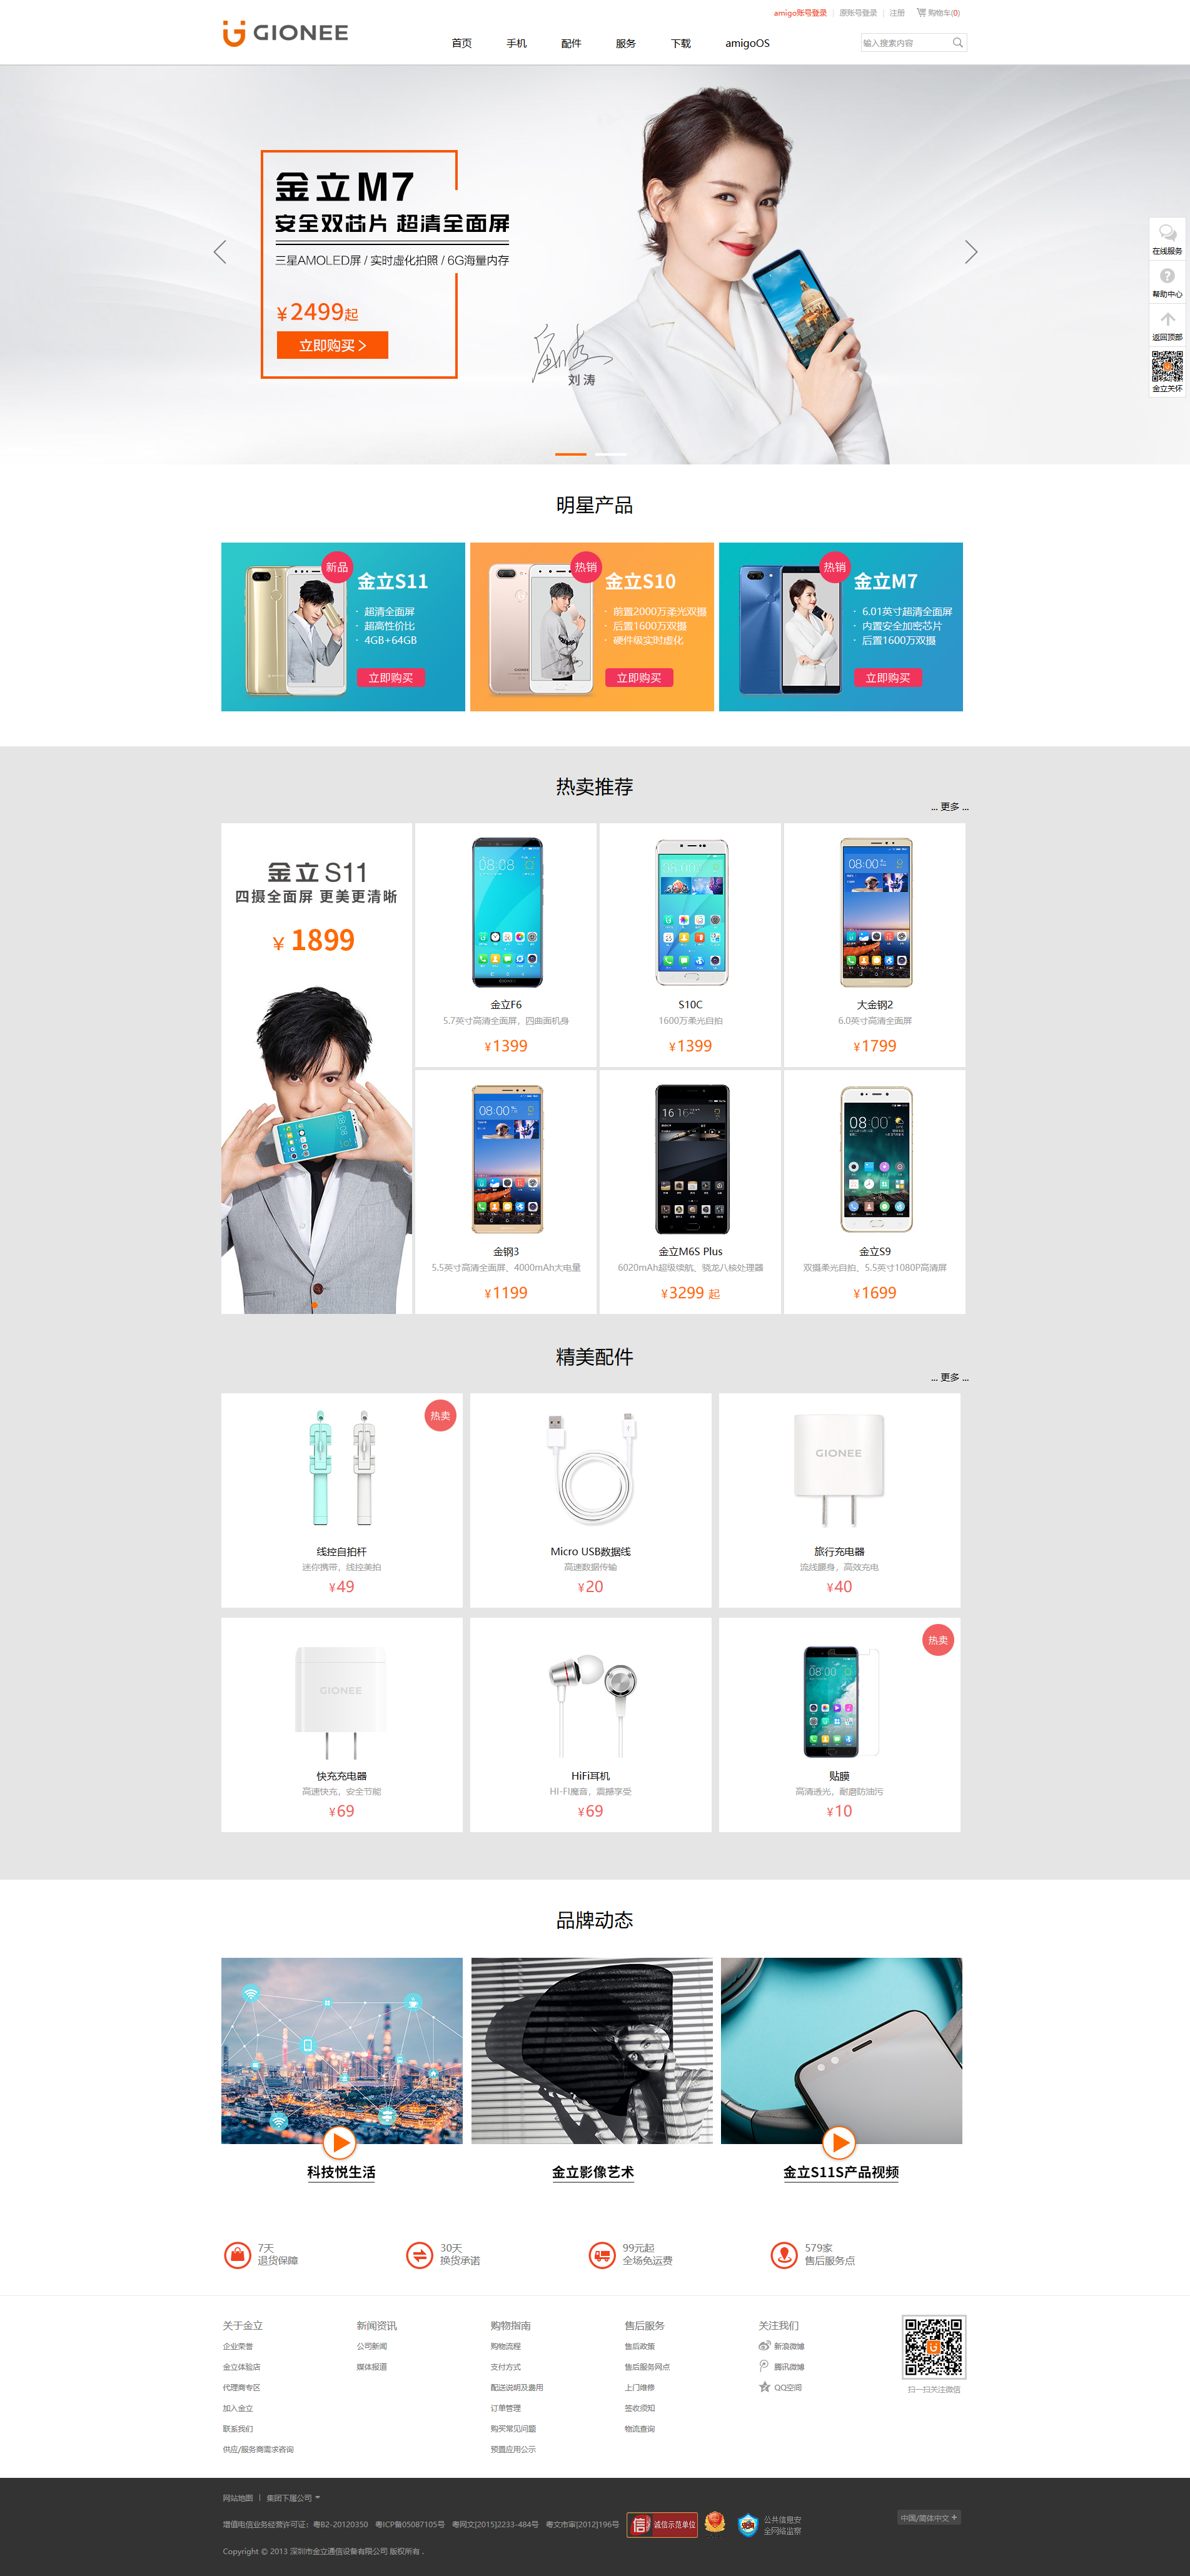 amigo账号登录 | 原账号登录 | 注册 购物车(0)
GIONEE
首页 手机 配件 服务 下载 amigoOS
输入搜素内容
金立M7
安全双芯片 超清全面屏
三星AMOLED屏 / 实时虚化拍照 / 6G海量内存
¥2499起
立即购买 >
刘涛
在线服务
帮助中心
返回顶部
金立关怀
明星产品
新品
金立S11
· 超清全面屏
· 超高性价比
· 4GB+64GB
立即购买
热销
金立S10
· 前置2000万柔光双摄
· 后置1600万双摄
· 硬件级实时虚化
立即购买
热销
金立M7
· 6.01英寸超清全面屏
· 内置安全加密芯片
· 后置1600万双摄
立即购买
热卖推荐
... 更多 ...
金立 S11
四摄全面屏 更美更清晰
¥ 1899
金立F6
5.7英寸高清全面屏，四曲面机身
¥1399
S10C
1600万柔光自拍
¥1399
大金钢2
6.0英寸高清全面屏
¥1799
金钢3
5.5英寸高清全面屏，4000mAh大电量
¥1199
金立M6S Plus
6020mAh超级续航，骁龙八核处理器
¥3299 起
金立S9
双摄柔光自拍，5.5英寸1080P高清屏
¥1699
精美配件
... 更多 ...
热卖
线控自拍杆
迷你携带，线控美拍
¥49
Micro USB数据线
高速数据传输
¥20
GIONEE
旅行充电器
流线腰身，高效充电
¥40
GIONEE
快充充电器
高速快充，安全节能
¥69
HiFi耳机
HI-FI魔音，震撼享受
¥69
热卖
贴膜
高清透光，耐磨防油污
¥10
品牌动态
科技悦生活
金立影像艺术
金立S11S产品视频
7天
退货保障
30天
换货承诺
99元起
全场免运费
579家
售后服务点
关于金立
企业荣誉
金立体验店
代理商专区
加入金立
联系我们
供应/服务商需求咨询
新闻资讯
公司新闻
媒体报道
购物指南
购物流程
支付方式
配送说明及费用
订单管理
购买常见问题
预置应用公示
售后服务
售后政策
售后服务网点
上门维修
签收须知
物流查询
关注我们
新浪微博
腾讯微博
QQ空间
扫一扫关注微信
网站地图 | 集团下属公司
增值电信业务经营许可证：粤B2-20120350 粤ICP备05087105号 粤网文[2015]2233-484号 粤文市审[2012]196号
信 诚信示范单位
公共信息安
全网络监察
中国/简体中文 +
Copyright © 2013 深圳市金立通信设备有限公司 版权所有 .